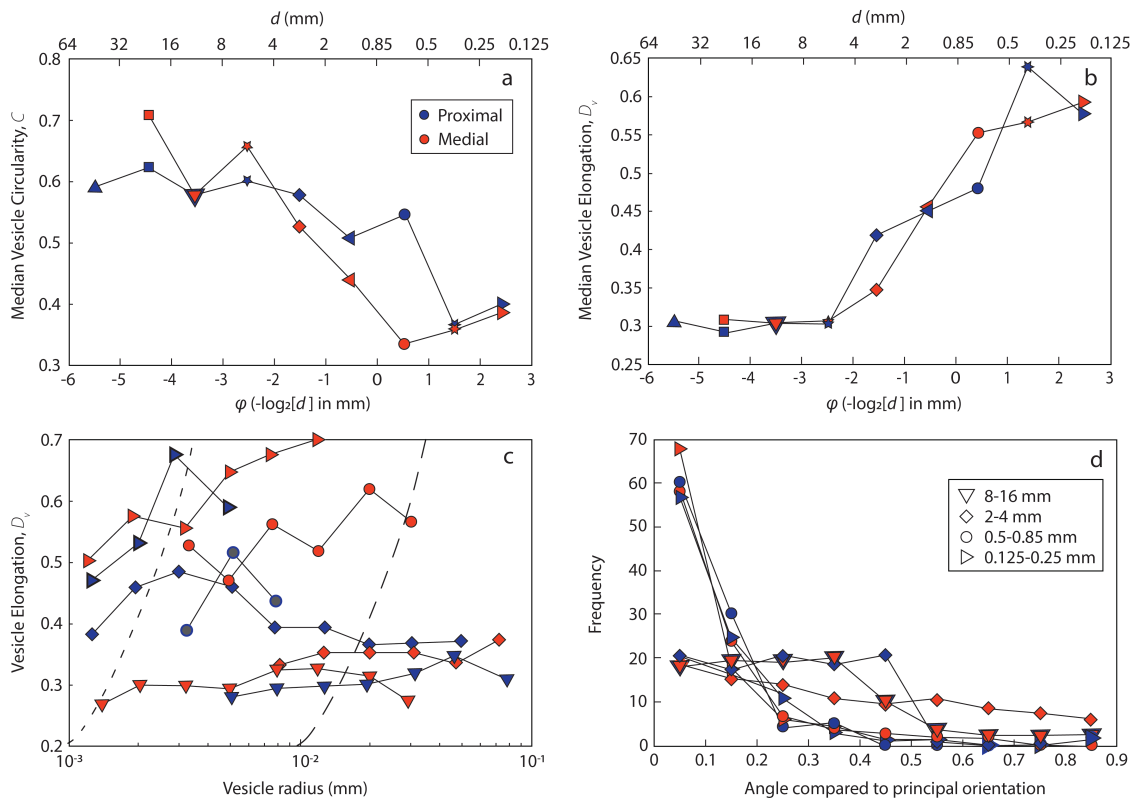 d (mm)
64 32 16 8 4 2 0.85 0.5 0.25 0.125
a
Median Vesicle Circularity, C
0.8
0.7
0.6
0.5
0.4
0.3
Proximal
Medial
-6 -5 -4 -3 -2 -1 0 1 2 3
φ (-log₂[d] in mm)
d (mm)
64 32 16 8 4 2 0.85 0.5 0.25 0.125
b
Median Vesicle Elongation, Dᵥ
0.65
0.6
0.55
0.5
0.45
0.4
0.35
0.3
0.25
-6 -5 -4 -3 -2 -1 0 1 2 3
φ (-log₂[d] in mm)
c
Vesicle Elongation, Dᵥ
0.7
0.6
0.5
0.4
0.3
0.2
10⁻³ 10⁻² 10⁻¹
Vesicle radius (mm)
d
Frequency
70
60
50
40
30
20
10
0
8-16 mm
2-4 mm
0.5-0.85 mm
0.125-0.25 mm
0 0.1 0.2 0.3 0.4 0.5 0.6 0.7 0.8 0.9
Angle compared to principal orientation